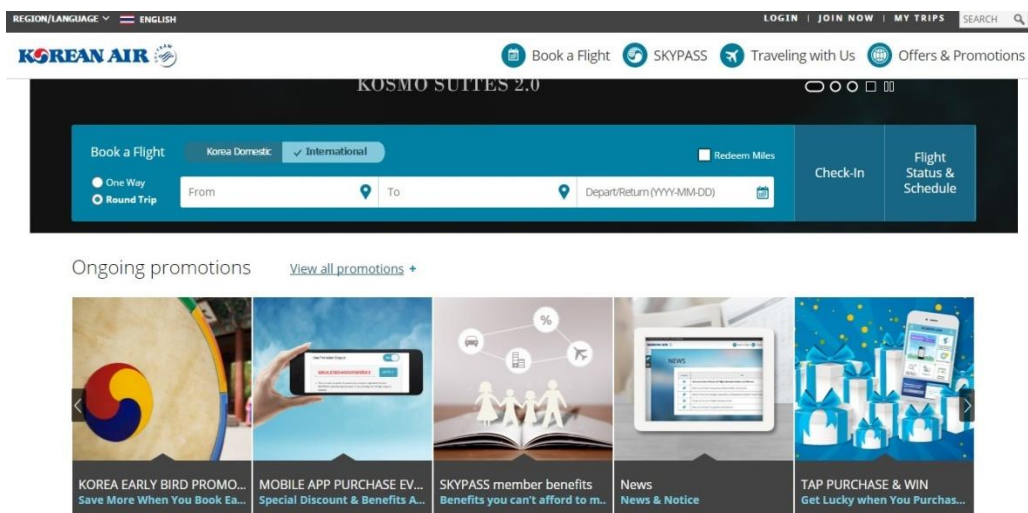 REGION/LANGUAGE ENGLISH
LOGIN | JOIN NOW | MY TRIPS SEARCH
KOREAN AIR
Book a Flight SKYPASS Traveling with Us Offers & Promotions
KOSMO SUITES 2.0
Book a Flight Korea Domestic International
Redeem Miles
One Way
Round Trip
From To Depart/Return (YYYY-MM-DD)
Check-In
Flight
Status &
Schedule
Ongoing promotions View all promotions +
%
NEWS
KOREA EARLY BIRD PROMO...
Save More When You Book Ea...
MOBILE APP PURCHASE EV...
Special Discount & Benefits A...
SKYPASS member benefits
Benefits you can't afford to m..
News
News & Notice
TAP PURCHASE & WIN
Get Lucky when You Purchas...